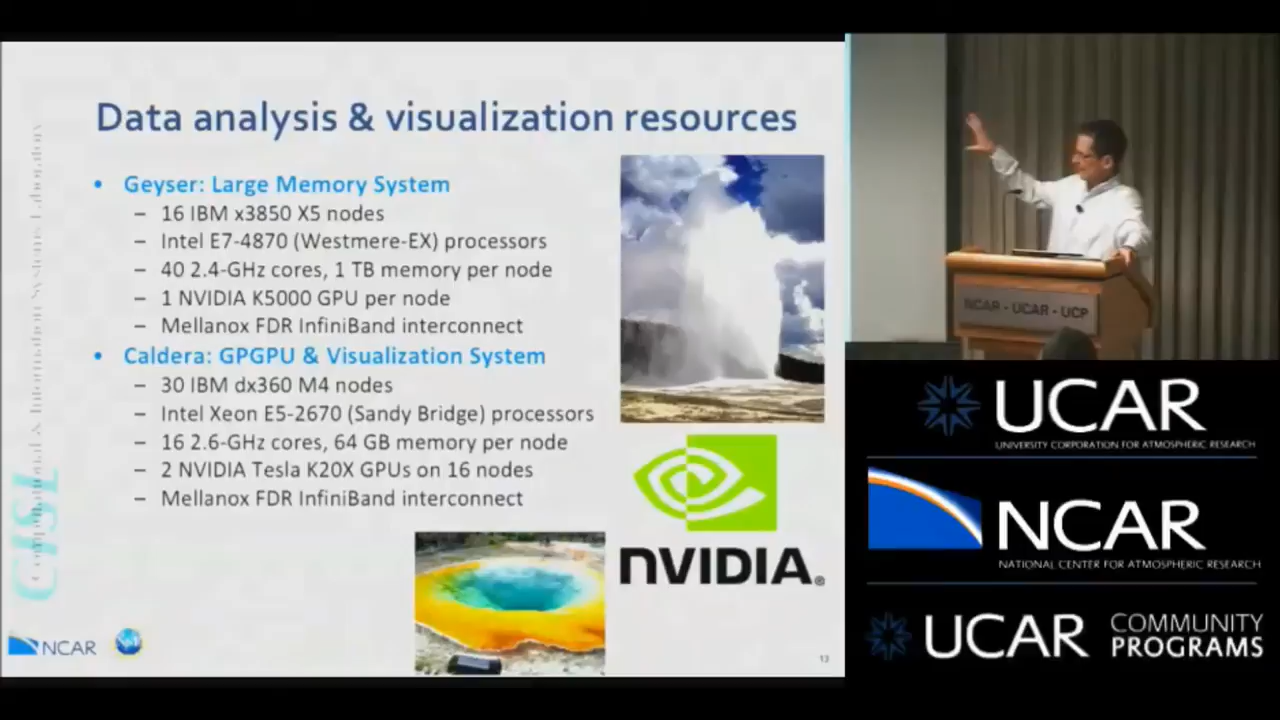 Data analysis & visualization resources
• Geyser: Large Memory System
– 16 IBM x3850 X5 nodes
– Intel E7-4870 (Westmere-EX) processors
– 40 2.4-GHz cores, 1 TB memory per node
– 1 NVIDIA K5000 GPU per node
– Mellanox FDR InfiniBand interconnect
• Caldera: GPGPU & Visualization System
– 30 IBM dx360 M4 nodes
– Intel Xeon E5-2670 (Sandy Bridge) processors
– 16 2.6-GHz cores, 64 GB memory per node
– 2 NVIDIA Tesla K20X GPUs on 16 nodes
– Mellanox FDR InfiniBand interconnect
Computational & Information Systems Laboratory
CISL
NVIDIA®
NCAR
13
NCAR - UCAR - UCP
UCAR
UNIVERSITY CORPORATION FOR ATMOSPHERIC RESEARCH
NCAR
NATIONAL CENTER FOR ATMOSPHERIC RESEARCH
UCAR COMMUNITY
PROGRAMS